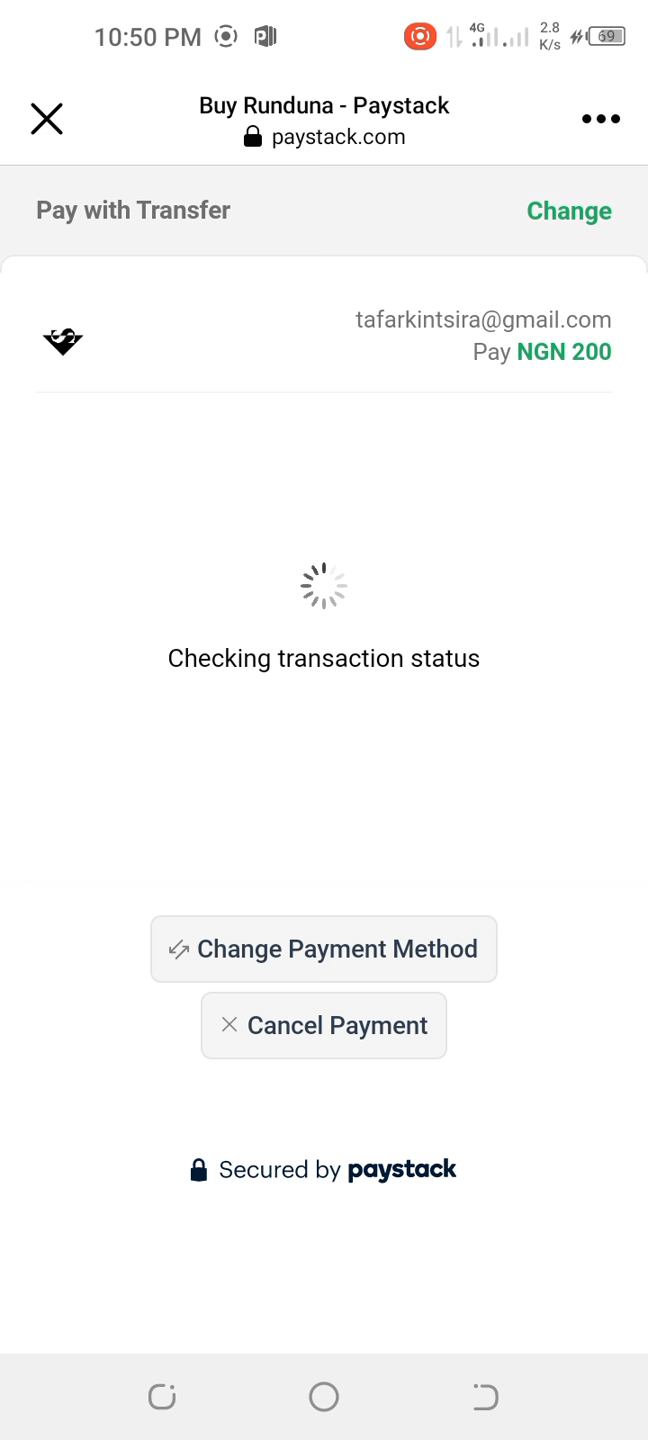 10:50 PM
4G
2.8
K/s
69
Buy Runduna - Paystack
paystack.com
Pay with Transfer
Change
tafarkintsira@gmail.com
Pay NGN 200
Checking transaction status
Change Payment Method
Cancel Payment
Secured by paystack